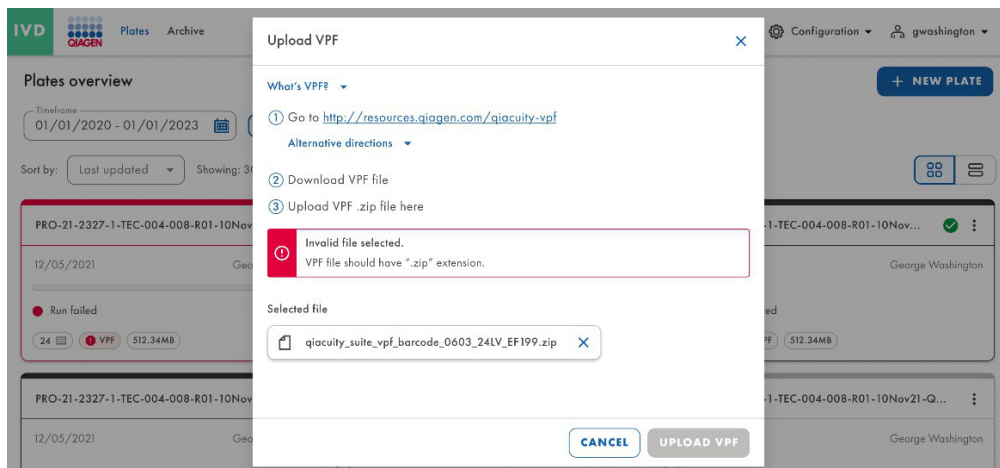 IVD
QIAGEN
Plates Archive
Configuration
gwashington
Plates overview
+ NEW PLATE
Timeframe
01/01/2020 - 01/01/2023
Sort by: Last updated
Showing:
Upload VPF
What's VPF?
1 Go to http://resources.qiagen.com/qiacuity-vpf
Alternative directions
2 Download VPF file
3 Upload VPF .zip file here
Invalid file selected.
VPF file should have ".zip" extension.
Selected file
qiacuity_suite_vpf_barcode_0603_24LV_EF199.zip
CANCEL
UPLOAD VPF
PRO-21-2327-1-TEC-004-008-R01-10Nov
12/05/2021
Geo
Run failed
24 VPF 512.34MB
-1-TEC-004-008-R01-10Nov...
George Washington
ed
PF 512.34MB
PRO-21-2327-1-TEC-004-008-R01-10Nov
12/05/2021
Geo
-1-TEC-004-008-R01-10Nov21-Q...
George Washington